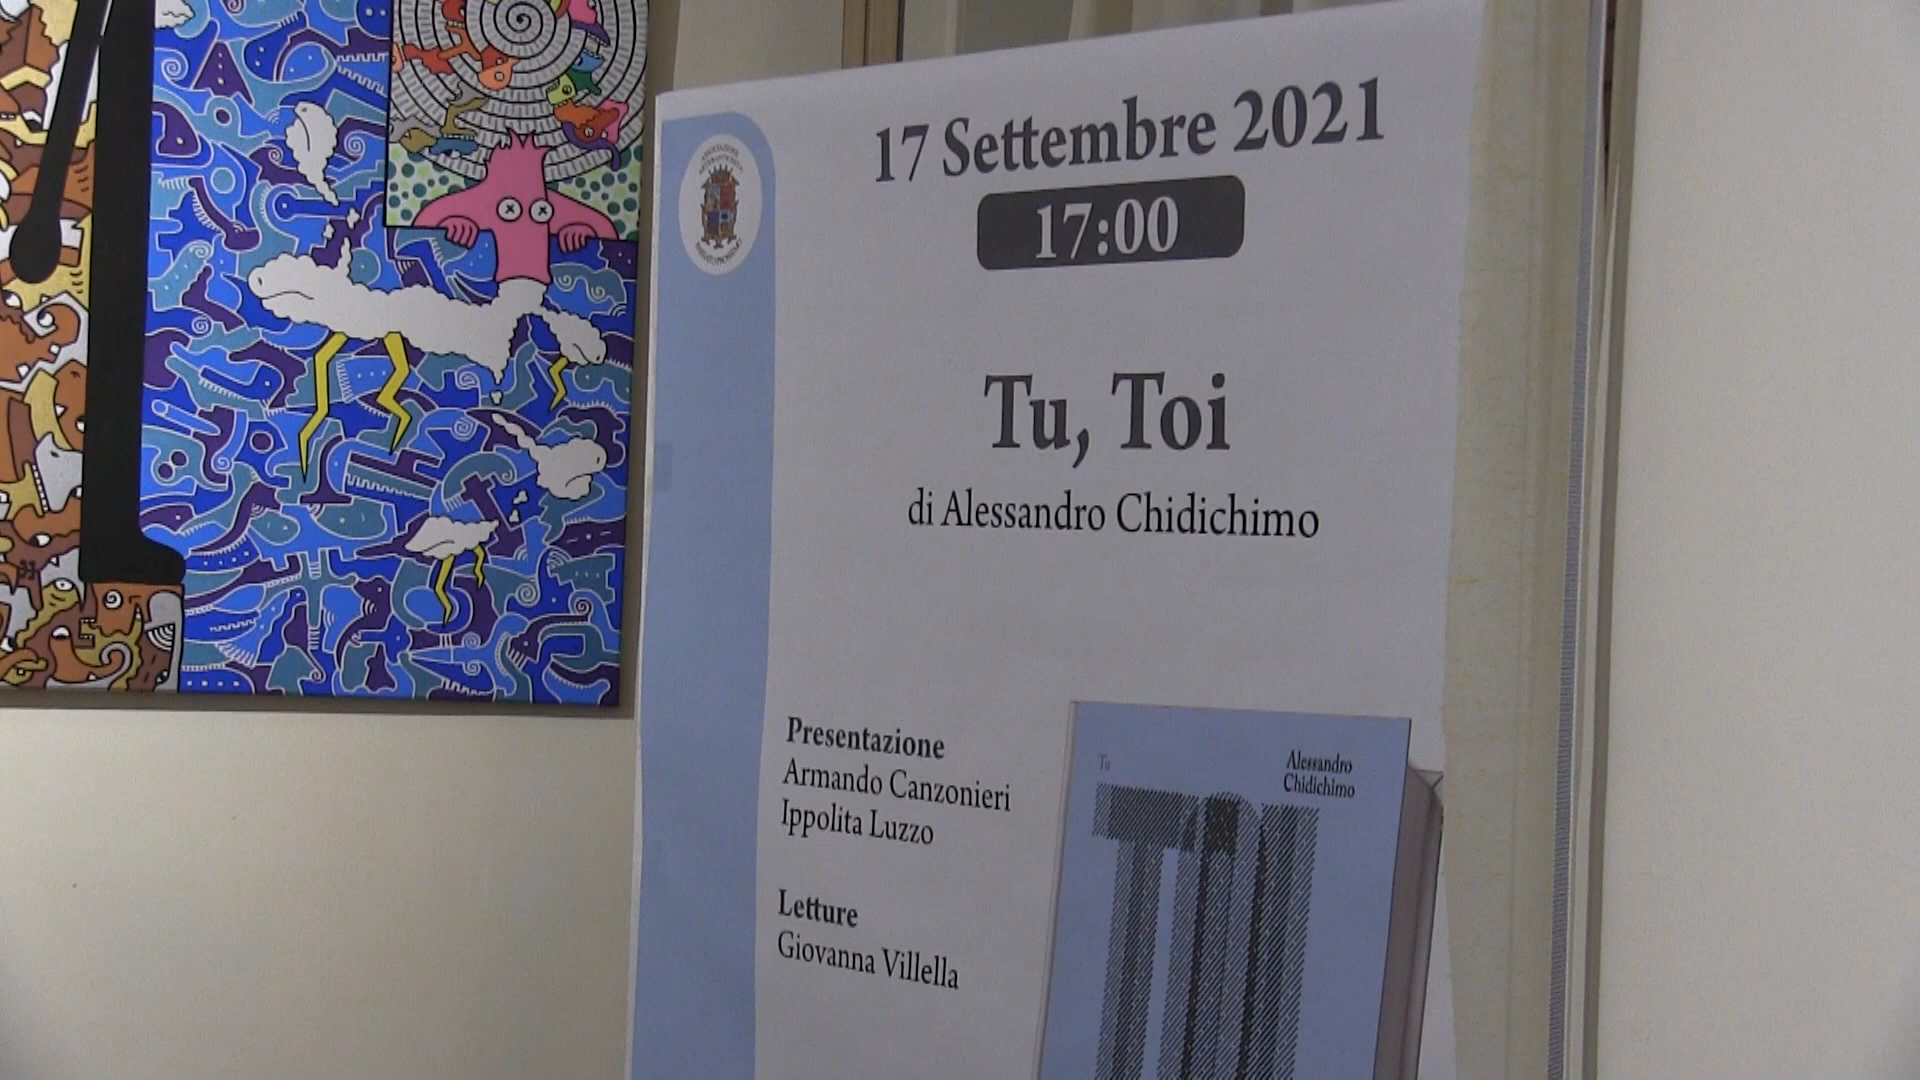 17 Settembre 2021
17:00
Tu, Toi
di Alessandro Chidichimo
Presentazione
Armando Canzonieri
Ippolita Luzzo
Letture
Giovanna Villella
Tu
Alessandro
Chidichimo